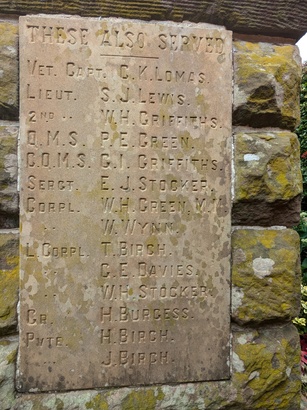 THESE ALSO SERVED
VET. CAPT. C.K. LOMAS.
LIEUT. S.J. LEWIS.
2ND " W.H. GRIFFITHS.
Q.M.S. P.E. GREEN.
C.Q.M.S. G.I. GRIFFITHS.
SERGT. E.J. STOCKER.
CORPL. W.H. GREEN, M.M.
" W. WYNN.
L. CORPL. T. BIRCH.
" G.E. DAVIES.
" W.H. STOCKER.
GR. H. BURGESS.
PVTE. H. BIRCH.
" J. BIRCH.